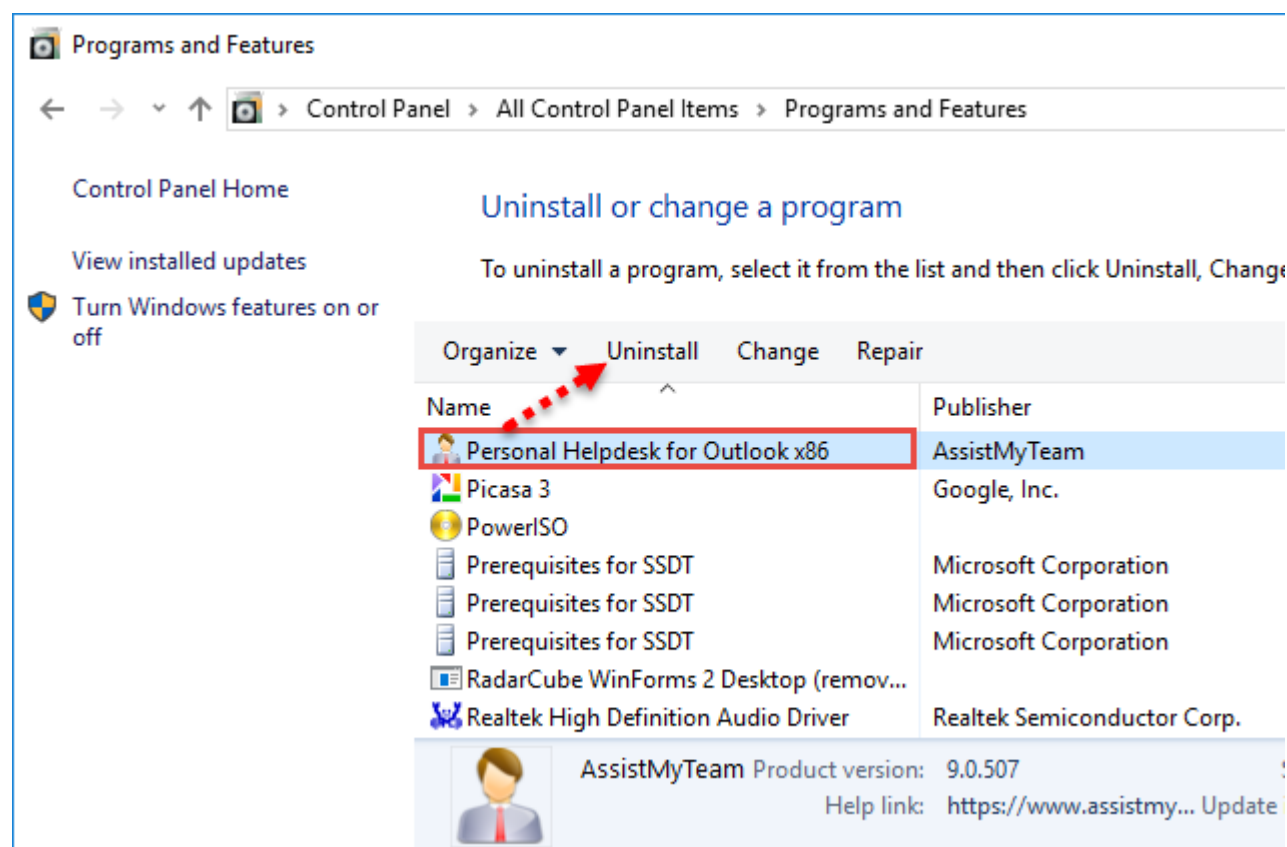 Programs and Features
Control Panel > All Control Panel Items > Programs and Features
Control Panel Home
View installed updates
Turn Windows features on or
off
Uninstall or change a program
To uninstall a program, select it from the list and then click Uninstall, Change
Organize Uninstall Change Repair
Name Publisher
Personal Helpdesk for Outlook x86 AssistMyTeam
Picasa 3 Google, Inc.
PowerISO
Prerequisites for SSDT Microsoft Corporation
Prerequisites for SSDT Microsoft Corporation
Prerequisites for SSDT Microsoft Corporation
RadarCube WinForms 2 Desktop (remov...
Realtek High Definition Audio Driver Realtek Semiconductor Corp.
AssistMyTeam Product version: 9.0.507
Help link: https://www.assistmy... Update